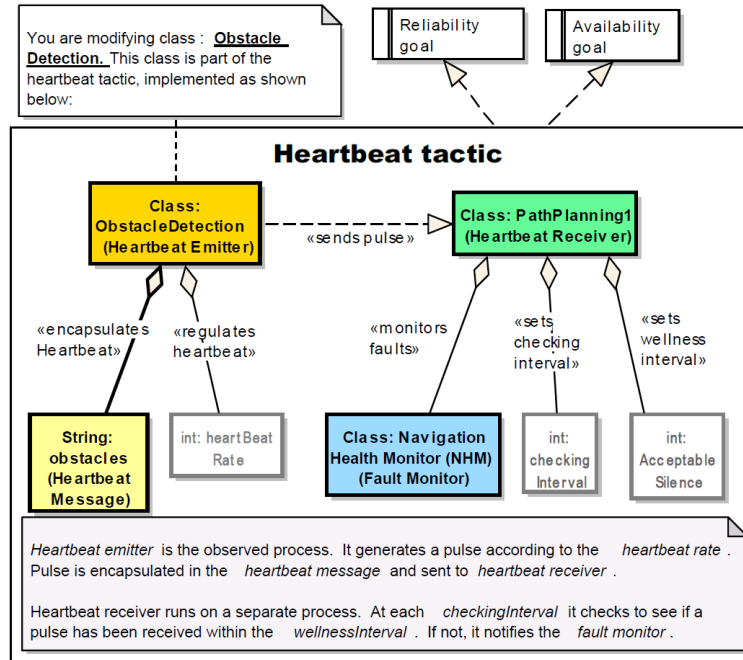 You are modifying class : Obstacle
Detection. This class is part of the
heartbeat tactic, implemented as shown
below:
Reliability
goal
Availability
goal
Heartbeat tactic
Class:
ObstacleDetection
(Heartbeat Emitter)
«sends pulse»
Class: PathPlanning1
(Heartbeat Receiver)
«encapsulates
Heartbeat»
«regulates
heartbeat»
«monitors
faults»
«sets
checking
interval»
«sets
wellness
interval»
String:
obstacles
(Heartbeat
Message)
int: heartBeat
Rate
Class: Navigation
Health Monitor (NHM)
(Fault Monitor)
int:
checking
Interval
int:
Acceptable
Silence
Heartbeat emitter is the observed process. It generates a pulse according to the heartbeat rate .
Pulse is encapsulated in the heartbeat message and sent to heartbeat receiver .
Heartbeat receiver runs on a separate process. At each checkingInterval it checks to see if a
pulse has been received within the wellnessInterval . If not, it notifies the fault monitor .